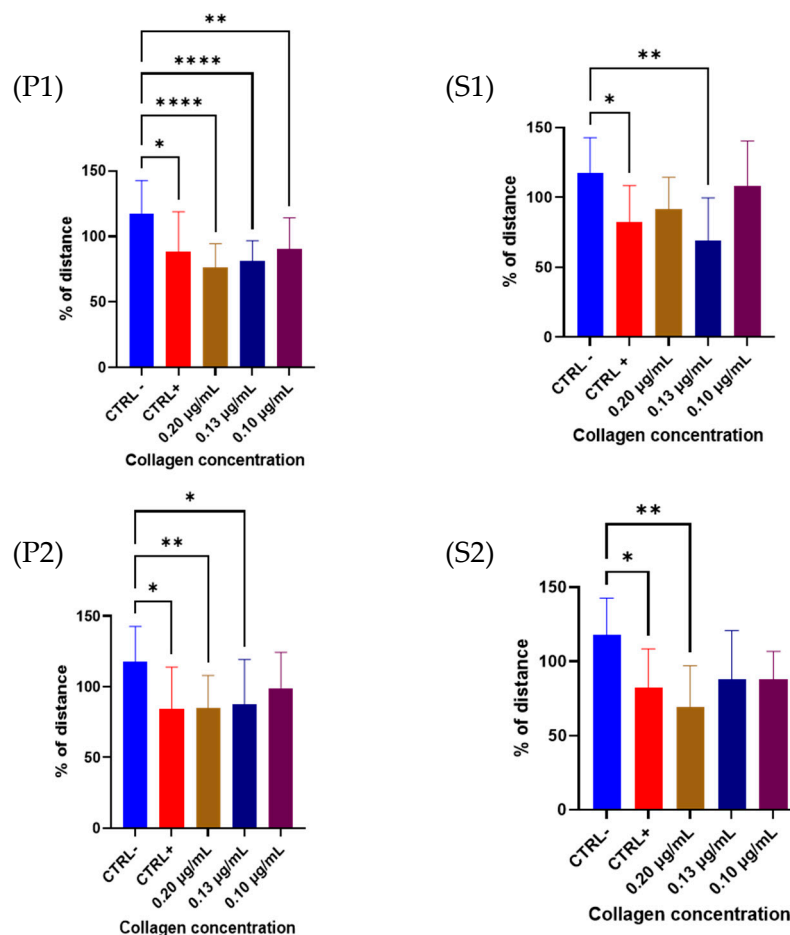 (P1)
**
****
****
*
150
100
50
0
% of distance
CTRL -
CTRL+
0.20 µg/mL
0.13 µg/mL
0.10 µg/mL
Collagen concentration
(S1)
**
*
150
100
50
0
% of distance
CTRL -
CTRL +
0.20 µg/mL
0.13 µg/mL
0.10 µg/mL
Collagen concentration
(P2)
*
**
*
150
100
50
0
% of distance
CTRL-
CTRL+
0.20 µg/mL
0.13 µg/mL
0.10 µg/mL
Collagen concentration
(S2)
**
*
150
100
50
0
% of distance
CTRL-
CTRL+
0.20 µg/mL
0.13 µg/mL
0.10 µg/mL
Collagen concentration